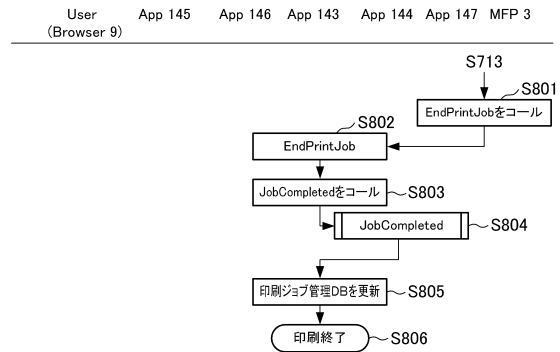 User
(Browser 9)
App 145
App 146
App 143
App 144
App 147
MFP 3
S713
S801
EndPrintJobをコール
S802
EndPrintJob
JobCompletedをコール
S803
JobCompleted
S804
印刷ジョブ管理DBを更新
S805
印刷終了
S806